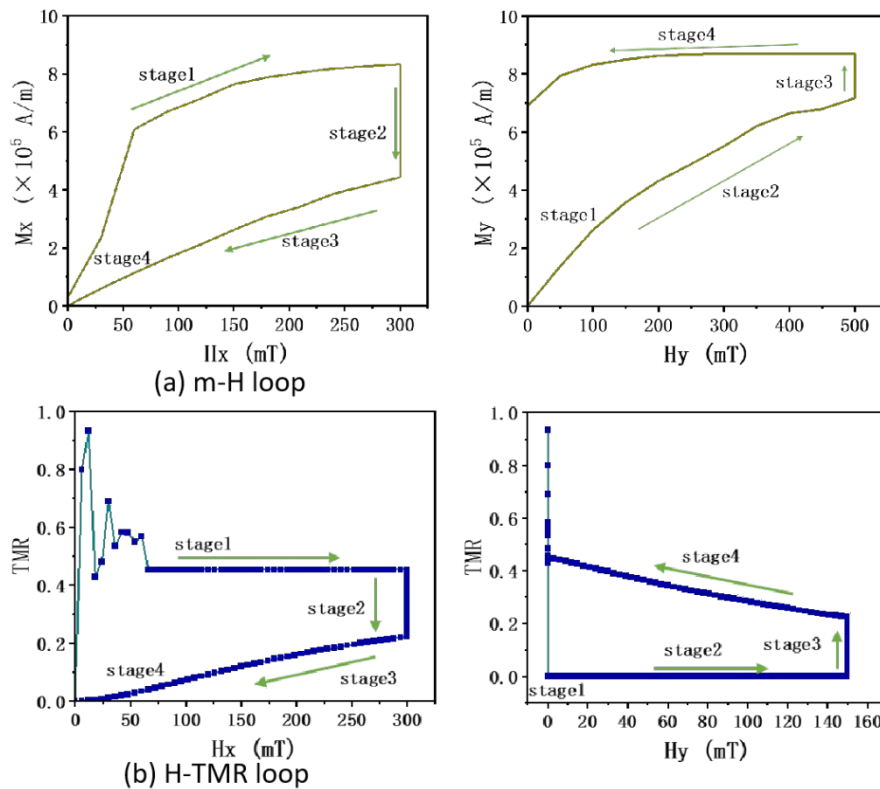 10
8
6
4
2
0
Mx (×10⁵ A/m)
stage1
stage2
stage3
stage4
0 50 100 150 200 250 300
Hx (mT)
10
8
6
4
2
0
My (×10⁵ A/m)
stage4
stage3
stage1
stage2
0 100 200 300 400 500
Hy (mT)
(a) m-H loop
1.0
0.8
0.6
0.4
0.2
0.0
TMR
stage1
stage2
stage4
stage3
0 50 100 150 200 250 300
Hx (mT)
1.0
0.8
0.6
0.4
0.2
0.0
TMR
stage4
stage2
stage3
stage1
0 20 40 60 80 100 120 140 160
Hy (mT)
(b) H-TMR loop